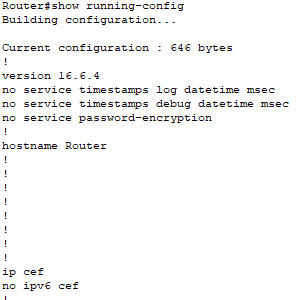 Router#show running-config
Building configuration...

Current configuration : 646 bytes
!
version 16.6.4
no service timestamps log datetime msec
no service timestamps debug datetime msec
no service password-encryption
!
hostname Router
!
!
!
!
!
!
!
!
ip cef
no ipv6 cef
!